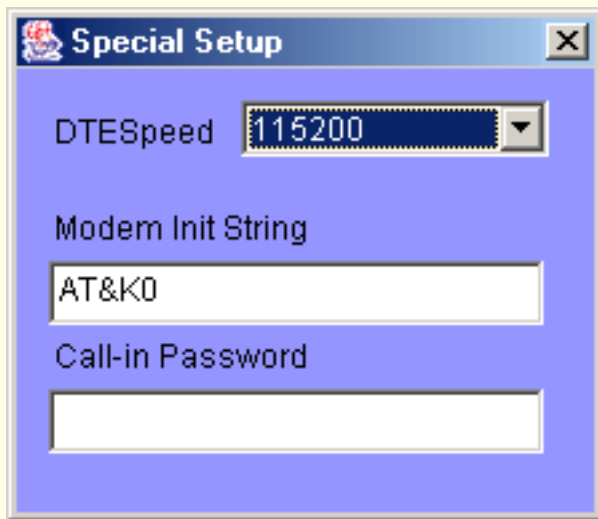 Special Setup
DTESpeed 115200
Modem Init String
AT&K0
Call-in Password